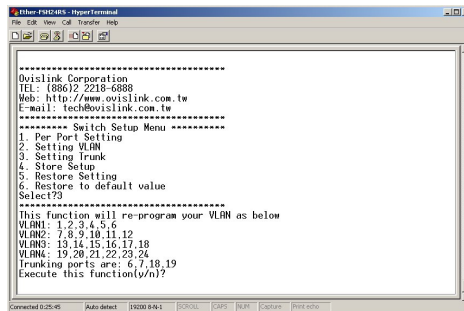 Ether-FSH24RS - HyperTerminal
File Edit View Call Transfer Help
****************************************
Ovislink Corporation
TEL: (886)2 2218-6888
Web: http://www.ovislink.com.tw
E-mail: tech@ovislink.com.tw
****************************************
********* Switch Setup Menu **********
1. Per Port Setting
2. Setting VLAN
3. Setting Trunk
4. Store Setup
5. Restore Setting
6. Restore to default value
Select?3
****************************************
This function will re-program your VLAN as below
VLAN1: 1,2,3,4,5,6
VLAN2: 7,8,9,10,11,12
VLAN3: 13,14,15,16,17,18
VLAN4: 19,20,21,22,23,24
Trunking ports are: 6,7,18,19
Execute this function(y/n)?
Connected 0:25:45 Auto detect 19200 8-N-1 SCROLL CAPS NUM Capture Print echo